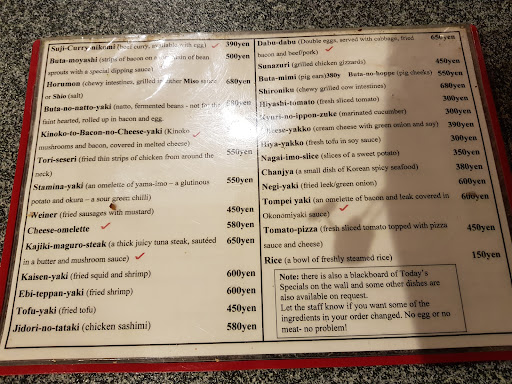 Suji-Curry-nikomi (beef curry, available with egg) 390yen
Buta-moyashi (strips of bacon on a mountain of bean 500yen
sprouts with a special dipping sauce)
Horumon (chewy intestines, grilled in either Miso sauce 680yen
or Shio (salt)
Buta-no-natto-yaki (natto, fermented beans - not for the 580yen
faint hearted, rolled up in bacon and egg.
Kinoko-to-Bacon-no-Cheese-yaki (Kinoko
mushrooms and bacon, covered in melted cheese)
Tori-seseri (fried thin strips of chicken from around the 550yen
neck)
Stamina-yaki (an omelette of yama-imo – a glutinous 550yen
potato and okura – a sour green chilli)
Weiner (fried sausages with mustard) 450yen
Cheese-omelette 580yen
Kajiki-maguro-steak (a thick juicy tuna steak, sautéed 650yen
in a butter and mushroom sauce)
Kaisen-yaki (fried squid and shrimp) 600yen
Ebi-teppan-yaki (fried shrimp) 600yen
Tofu-yaki (fried tofu) 450yen
Jidori-no-tataki (chicken sashimi) 580yen
Dabu-dabu (Double eggs, served with cabbage, fried 650yen
bacon and beef/pork)
Sunazuri (grilled chicken gizzards) 450yen
Buta-mimi (pig ears)380y Buta-no-hoppe (pig cheeks) 550yen
Shironiku (chewy grilled cow intestines) 680yen
Hiyashi-tomato (fresh sliced tomato) 300yen
Kyuri-no-ippon-zuke (marinated cucumber) 300yen
Cheese-yakko (cream cheese with green onion and soy) 390yen
Hiya-yakko (fresh tofu in soy sauce) 300yen
Nagai-imo-slice (slices of a sweet potato) 350yen
Chanjya (a small dish of Korean spicy seafood) 380yen
Negi-yaki (fried leek/green onion) 600yen
Tompei yaki (an omelette of bacon and leak covered in 600yen
Okonomiyaki sauce)
Tomato-pizza (fresh sliced tomato topped with pizza 450yen
sauce and cheese)
Rice (a bowl of freshly steamed rice) 150yen
Note: there is also a blackboard of Today's
Specials on the wall and some other dishes are
also available on request.
Let the staff know if you want some of the
ingredients in your order changed. No egg or no
meat- no problem!